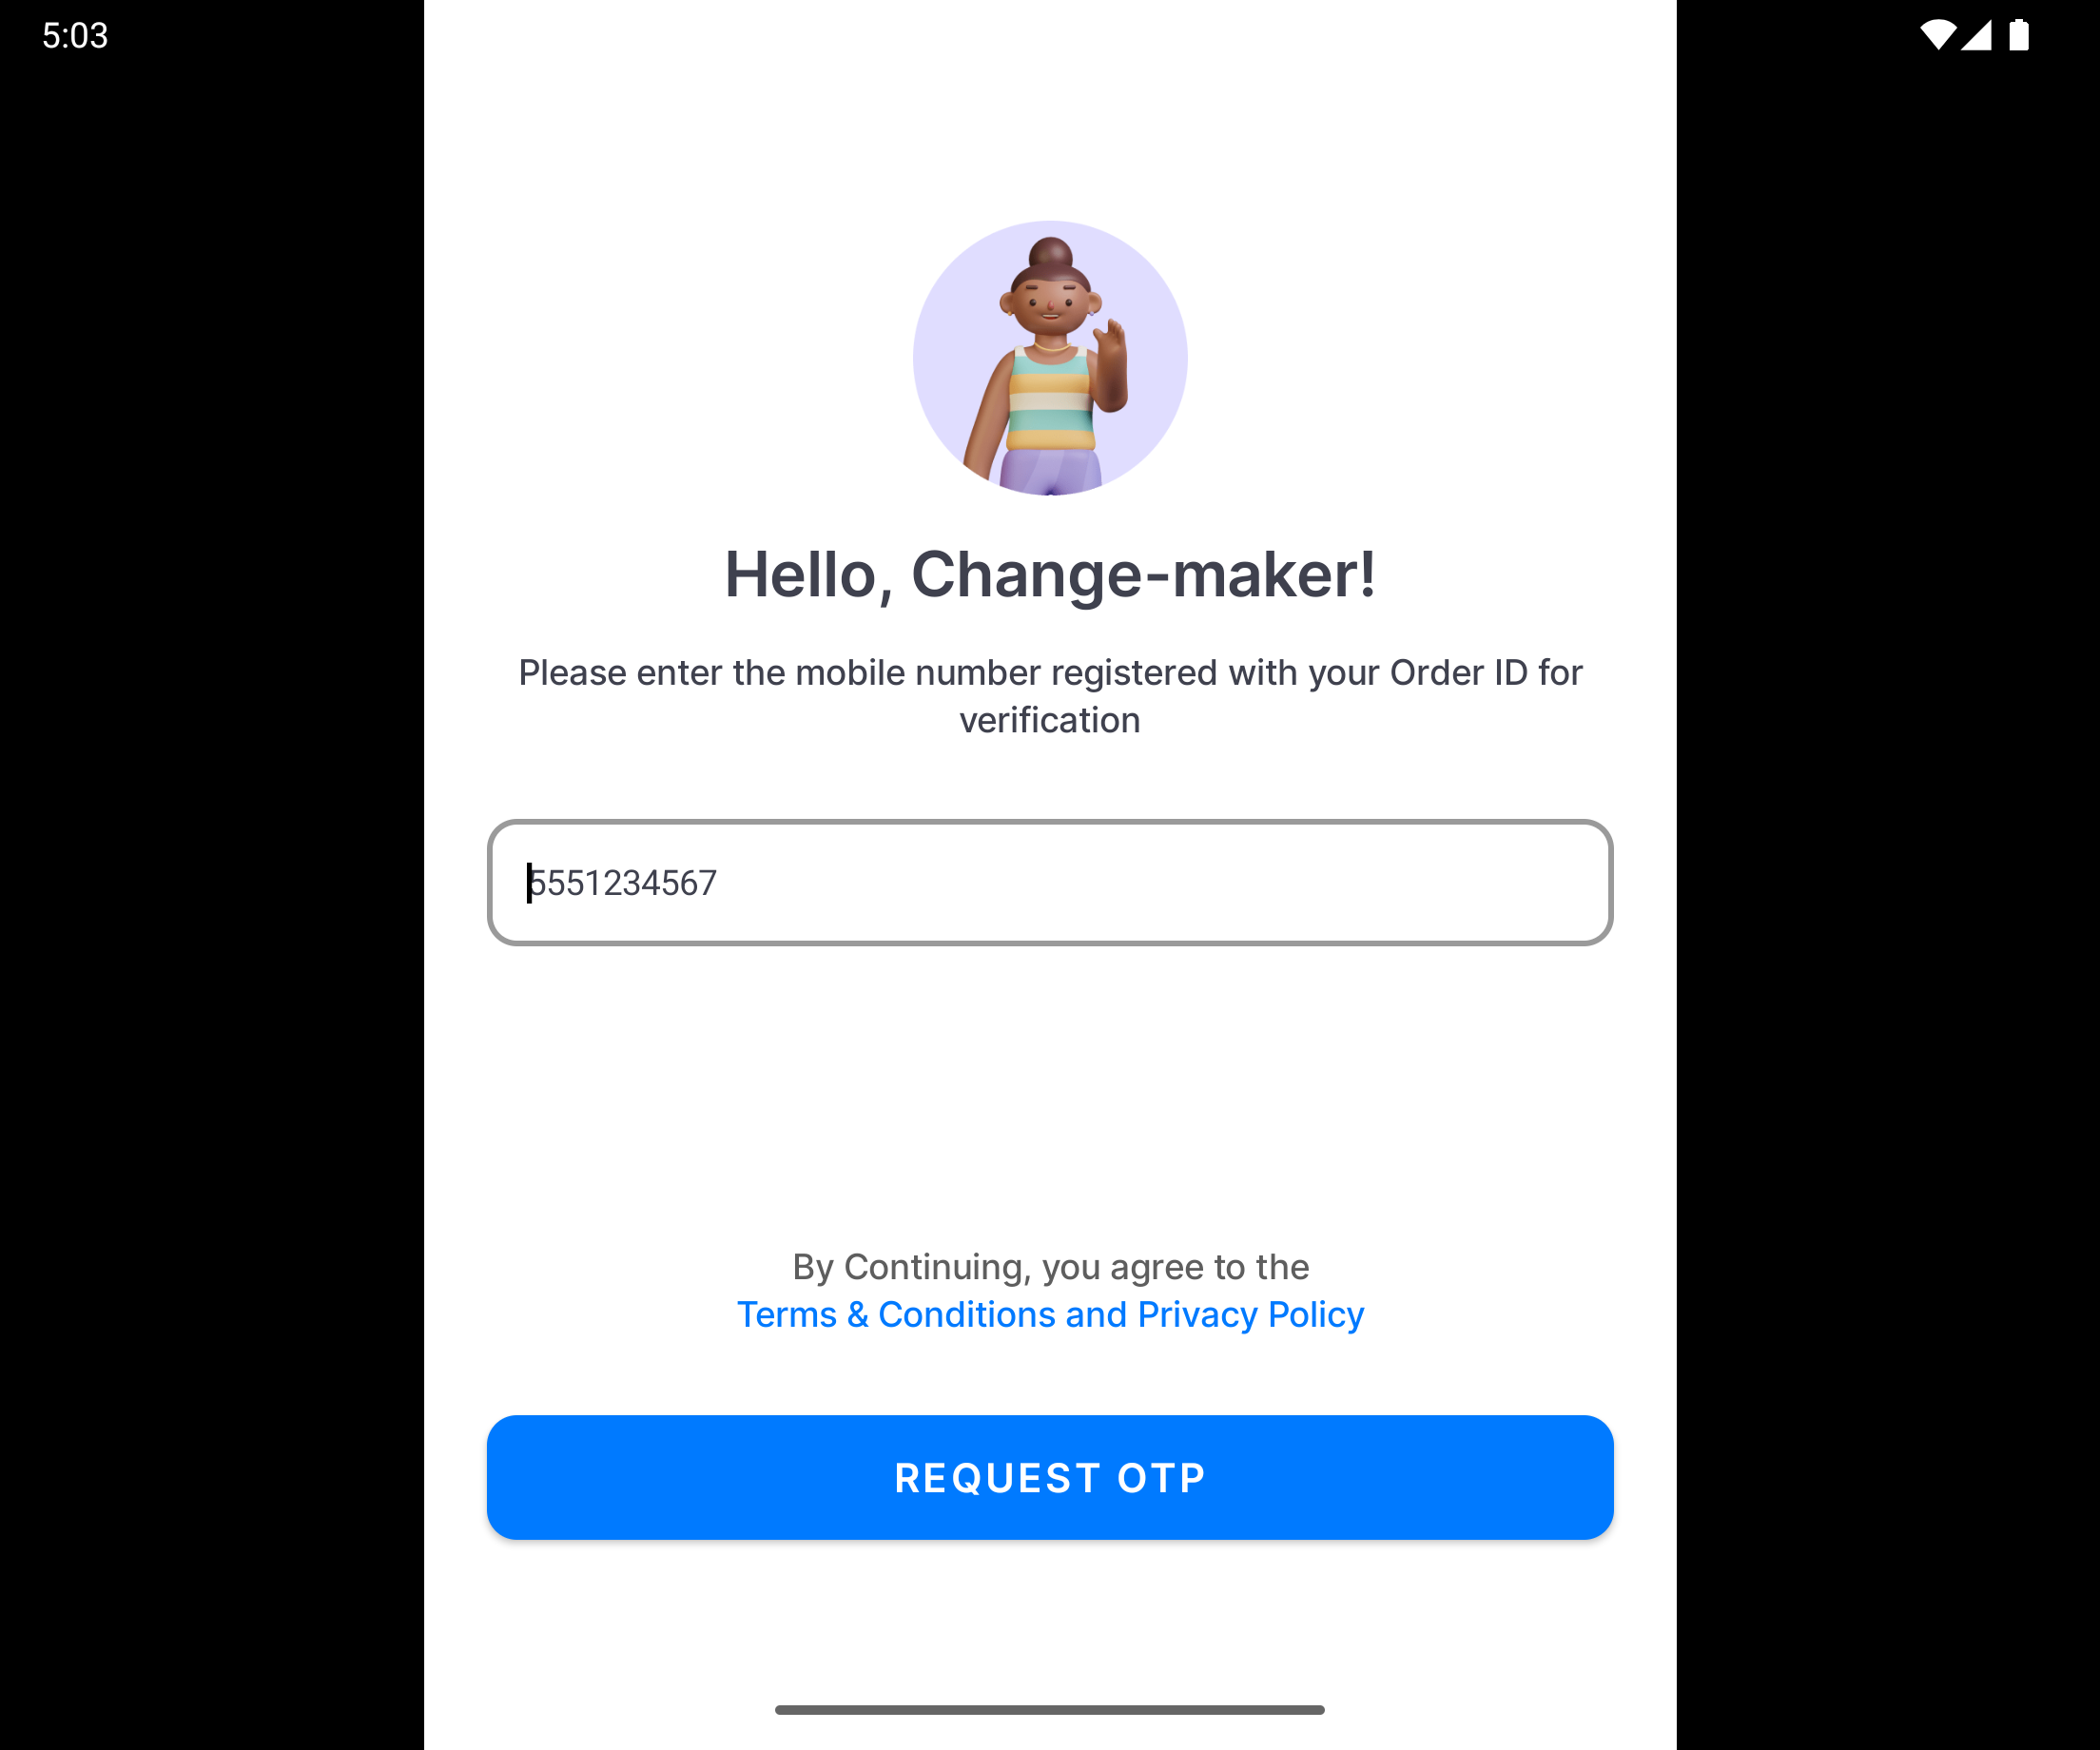 5:03
Hello, Change-maker!
Please enter the mobile number registered with your Order ID for
verification
5551234567
By Continuing, you agree to the
Terms & Conditions and Privacy Policy
REQUEST OTP